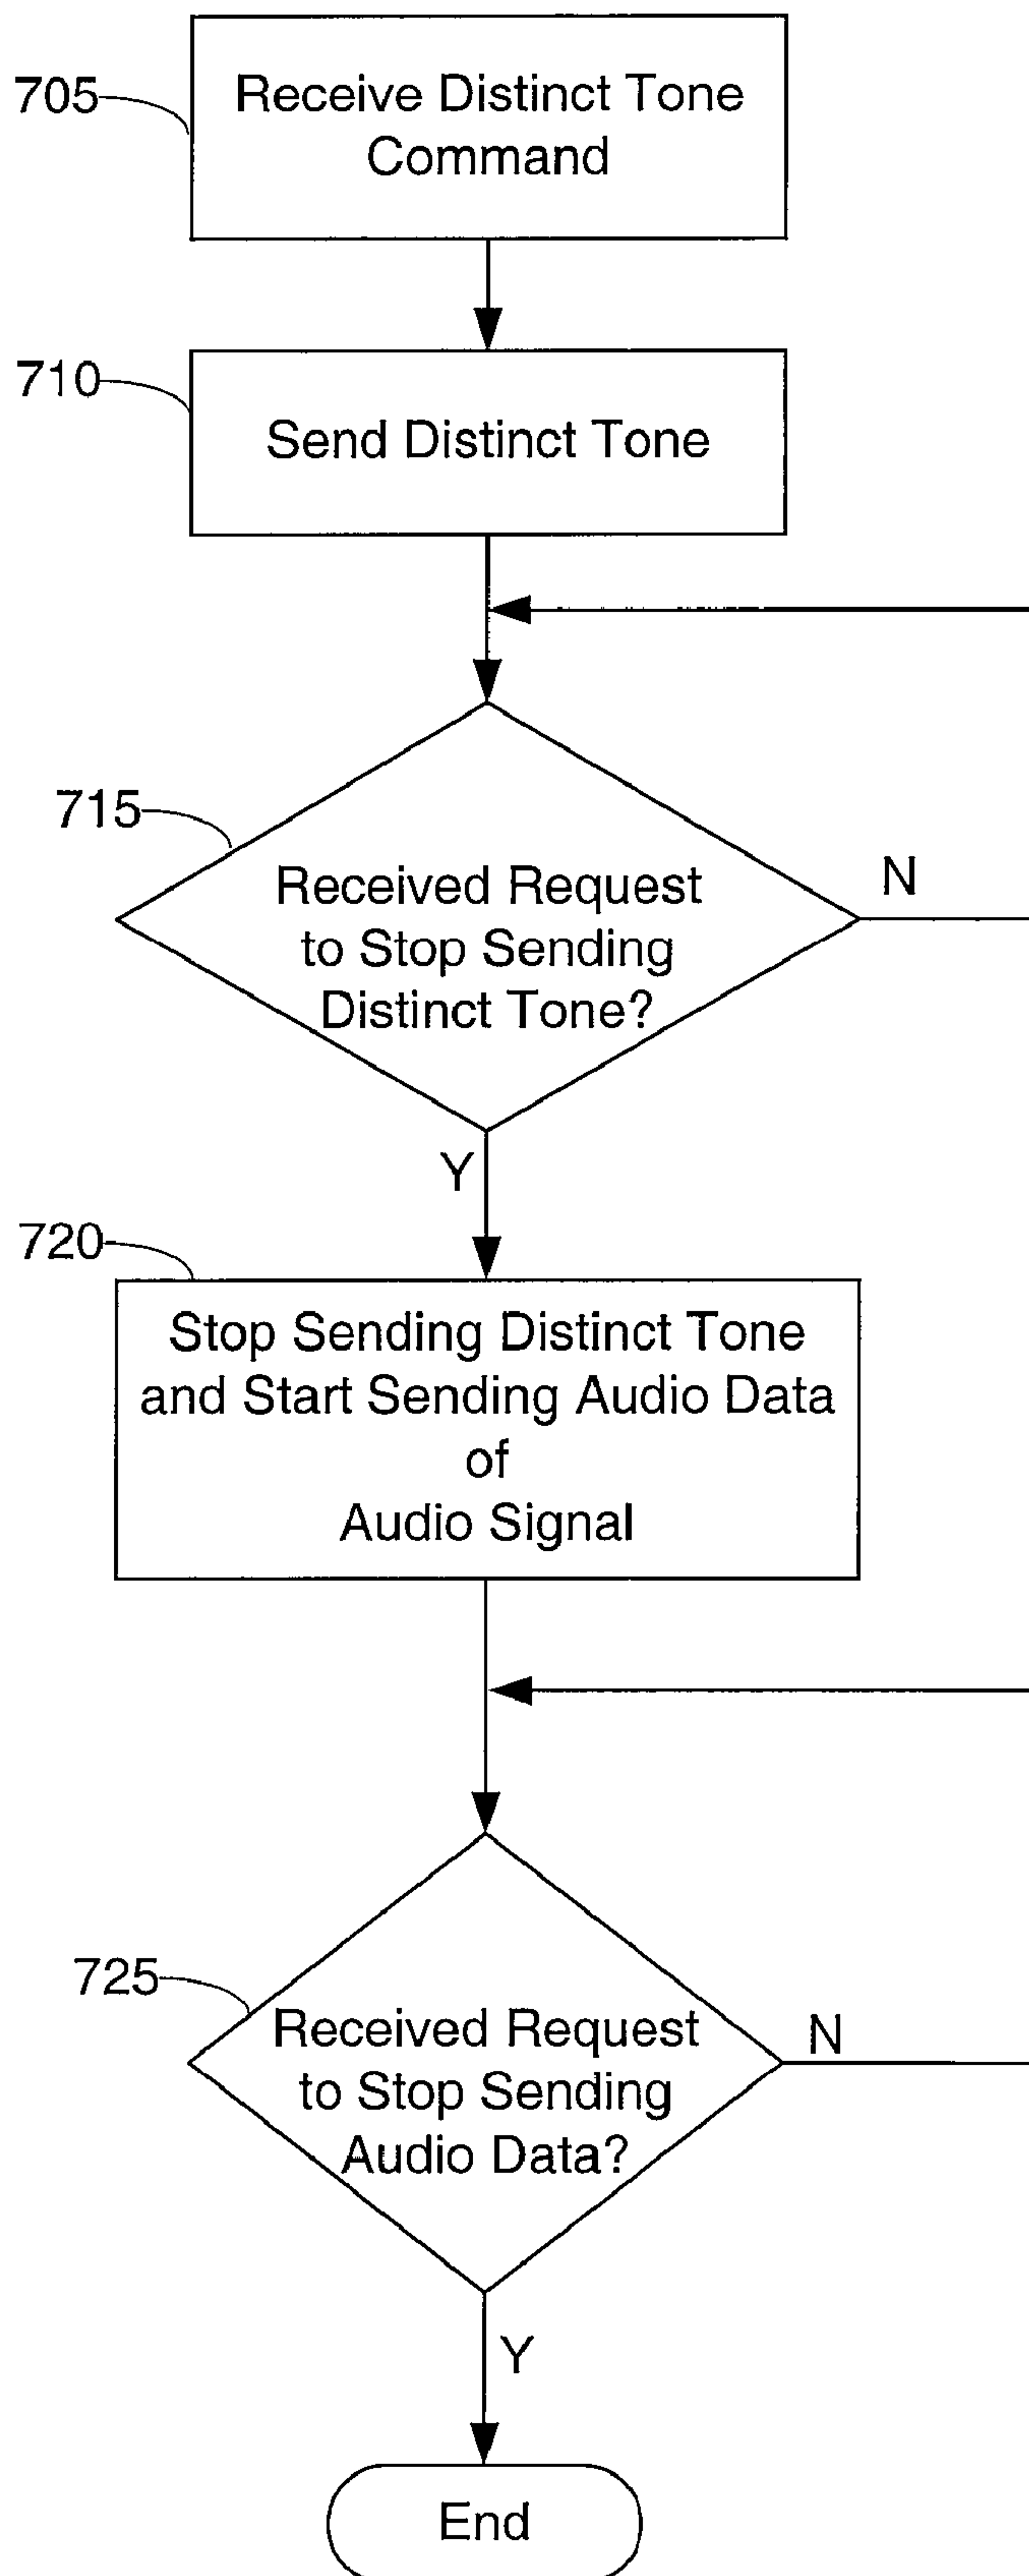 705
Receive Distinct Tone
Command
710
Send Distinct Tone
715
Received Request
to Stop Sending
Distinct Tone?
N
Y
720
Stop Sending Distinct Tone
and Start Sending Audio Data
of
Audio Signal
725
Received Request
to Stop Sending
Audio Data?
N
Y
End